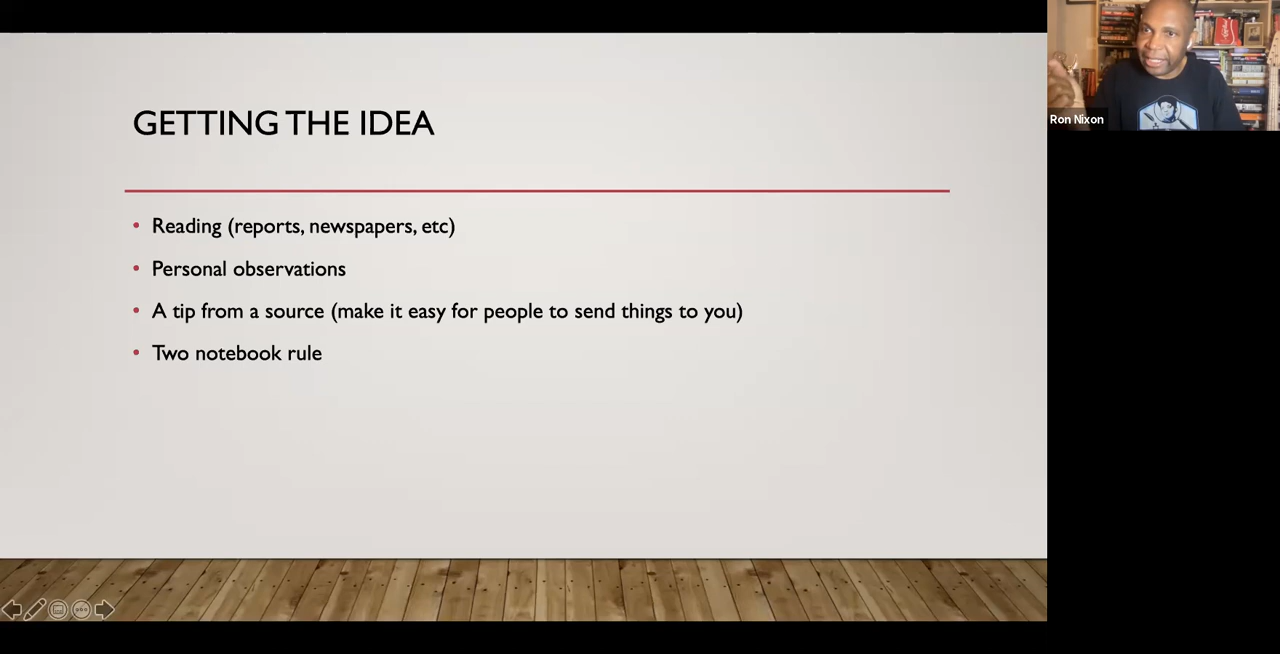 GETTING THE IDEA
Reading (reports, newspapers, etc)
Personal observations
A tip from a source (make it easy for people to send things to you)
Two notebook rule
Ron Nixon